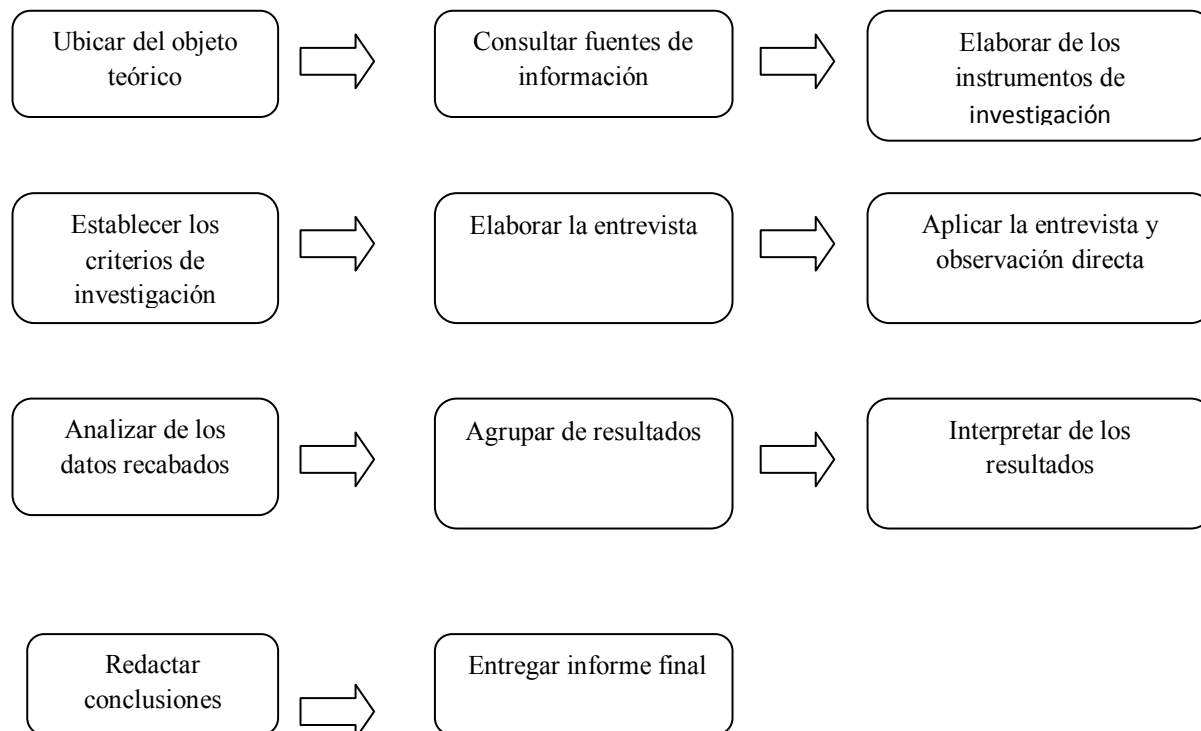 Ubicar del objeto
teórico
Consultar fuentes de
información
Elaborar de los
instrumentos de
investigación
Establecer los
criterios de
investigación
Elaborar la entrevista
Aplicar la entrevista y
observación directa
Analizar de los
datos recabados
Agrupar de resultados
Interpretar de los
resultados
Redactar
conclusiones
Entregar informe final